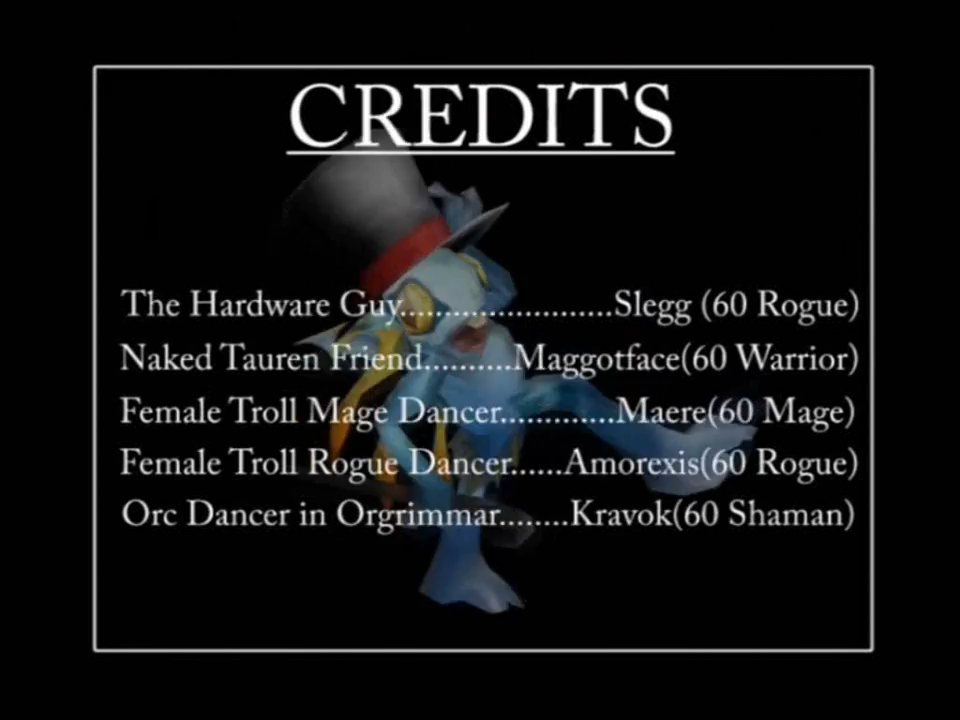 CREDITS
The Hardware Guy........................Slegg (60 Rogue)
Naked Tauren Friend..........Maggotface(60 Warrior)
Female Troll Mage Dancer.............Maere(60 Mage)
Female Troll Rogue Dancer......Amorexis(60 Rogue)
Orc Dancer in Orgrimmar........Kravok(60 Shaman)